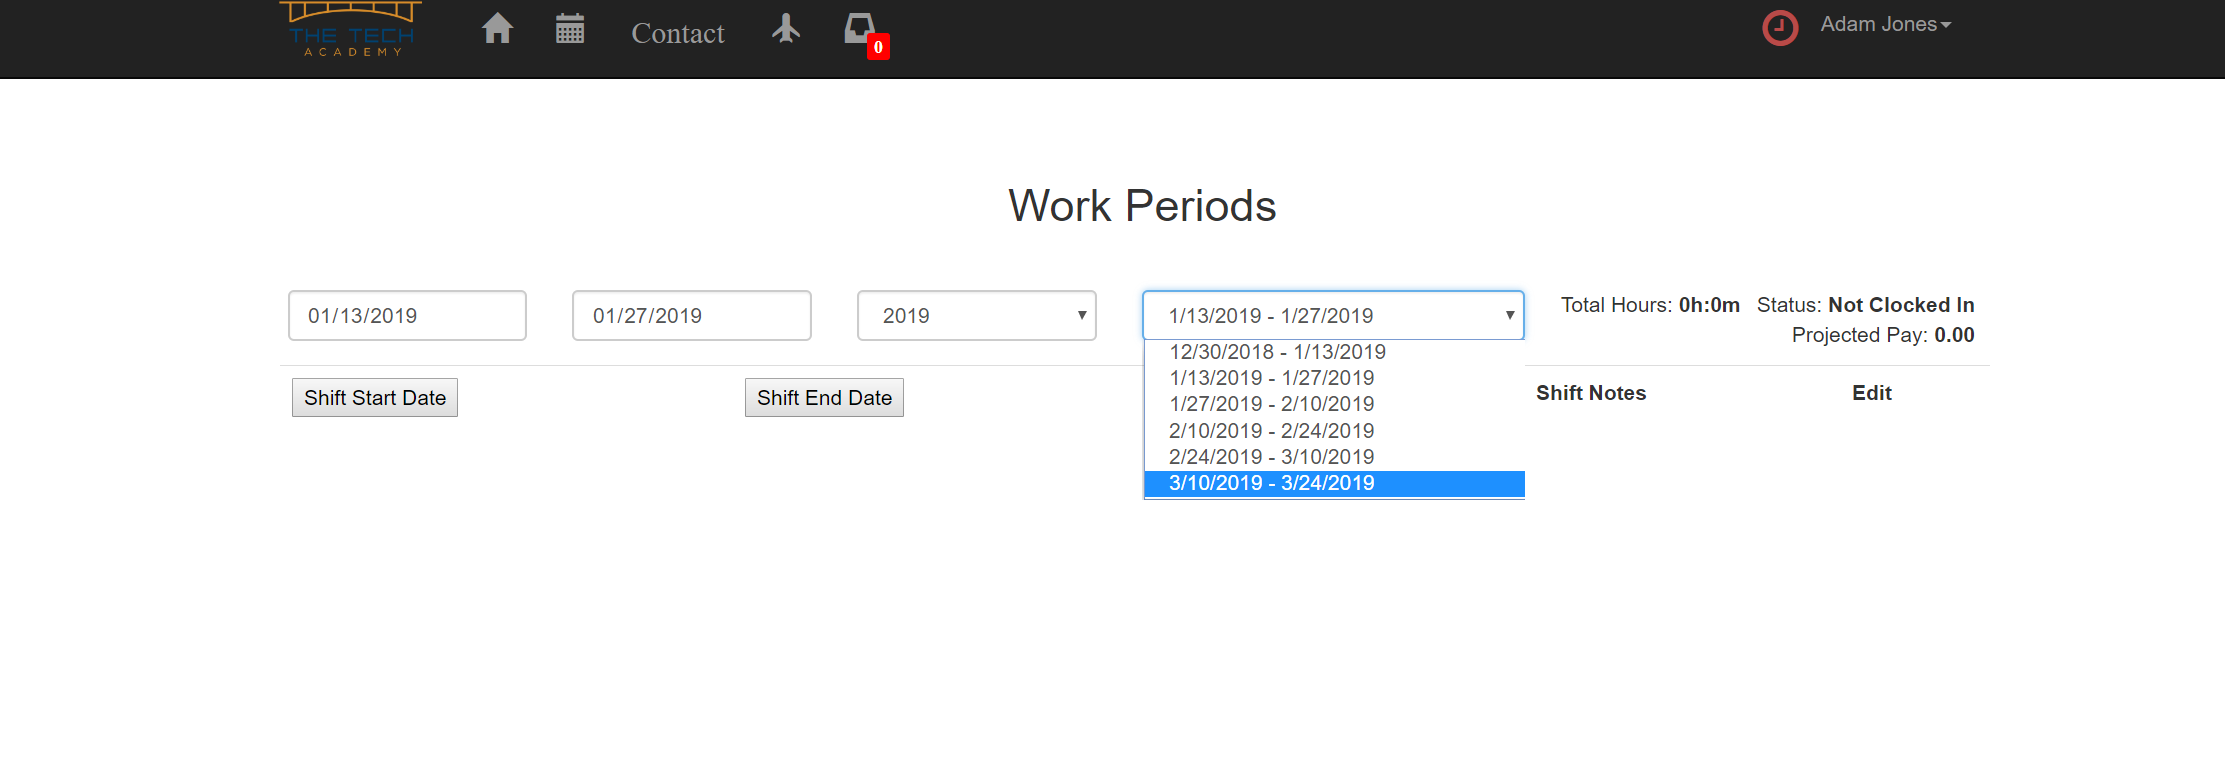 THE TECH
ACADEMY
Contact
0
Adam Jones
Work Periods
01/13/2019
01/27/2019
2019
1/13/2019 - 1/27/2019
Total Hours: 0h:0m Status: Not Clocked In
Projected Pay: 0.00
12/30/2018 - 1/13/2019
1/13/2019 - 1/27/2019
1/27/2019 - 2/10/2019
2/10/2019 - 2/24/2019
2/24/2019 - 3/10/2019
3/10/2019 - 3/24/2019
Shift Start Date
Shift End Date
Shift Notes
Edit